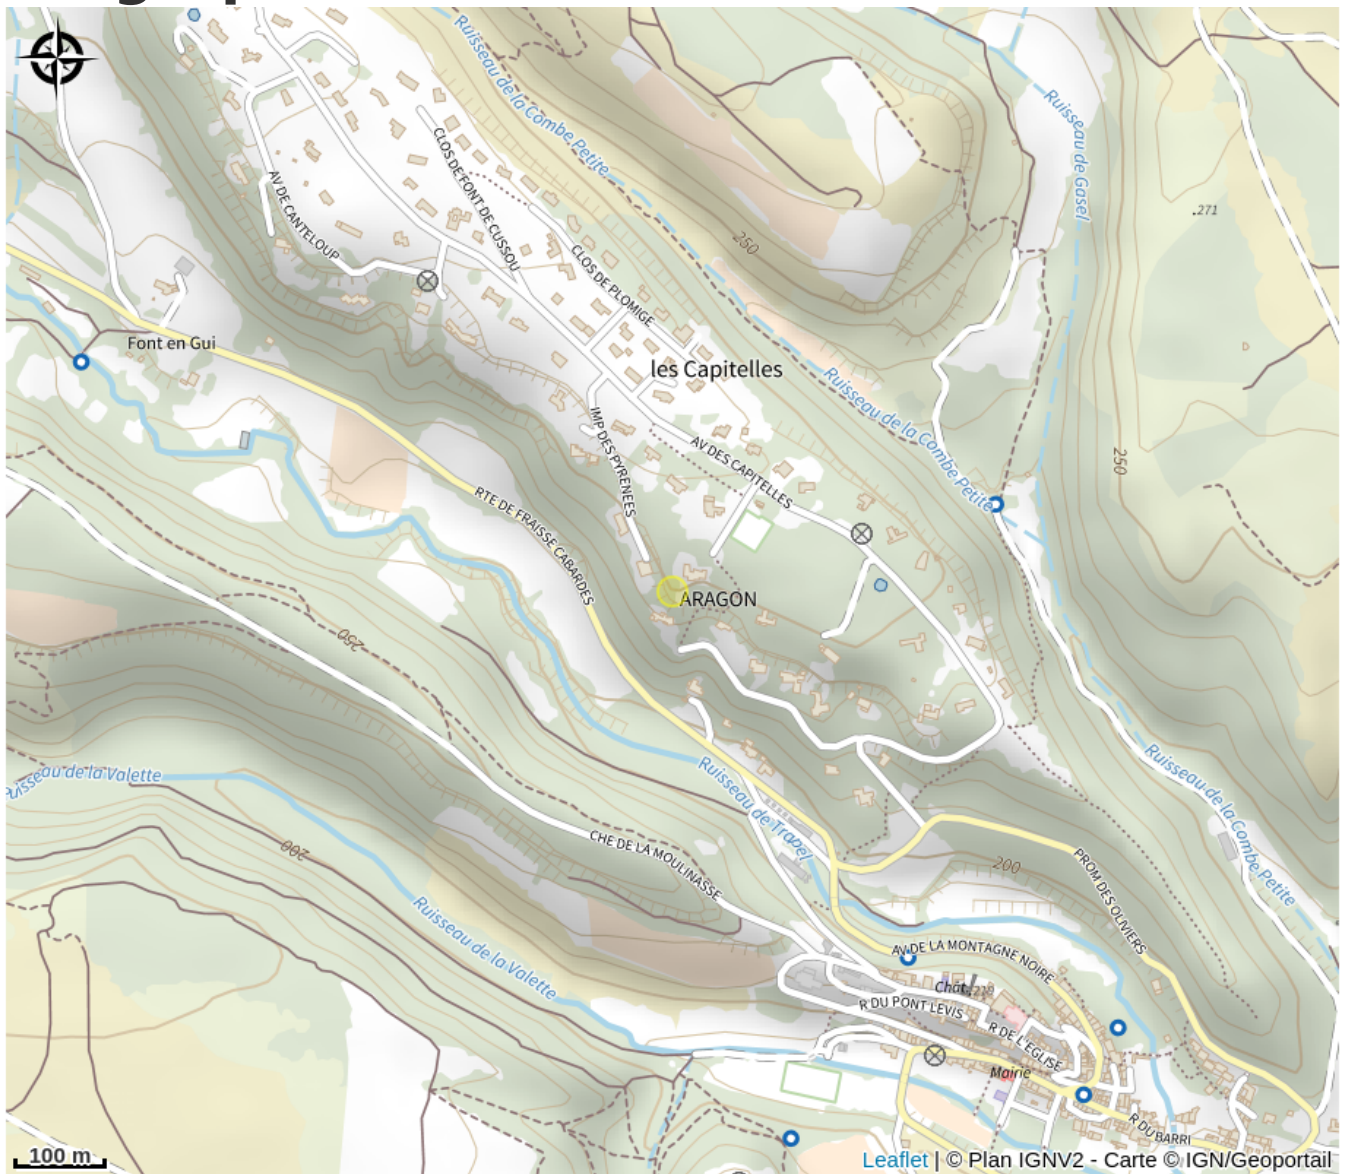 Ruisseau de la Combe Petite
Ruisseau de Gasel
.271
CLOS DE FONT DE CUSSOU
AV DE CANTELOUP
250
CLOS DE PLOMIGE
Font en Gui
les Capitelles
Ruisseau de la Combe Petite
IMP DES PYRENEES
AV DES CAPITELLES
250
RTE DE FRAISSE CABARDES
ARAGON
250
Ruisseau de la Valette
Ruisseau de Trapel
Ruisseau de la Combe Petite
200
CHE DE LA MOULINASSE
200
PROM DES OLIVIERS
Ruisseau de la Valette
AV DE LA MONTAGNE NOIRE
Chât.
R DU PONT LEVIS
R DE L'EGLISE
Mairie
R DU BARRI
100 m
Leaflet | © Plan IGNV2 - Carte © IGN/Geoportail